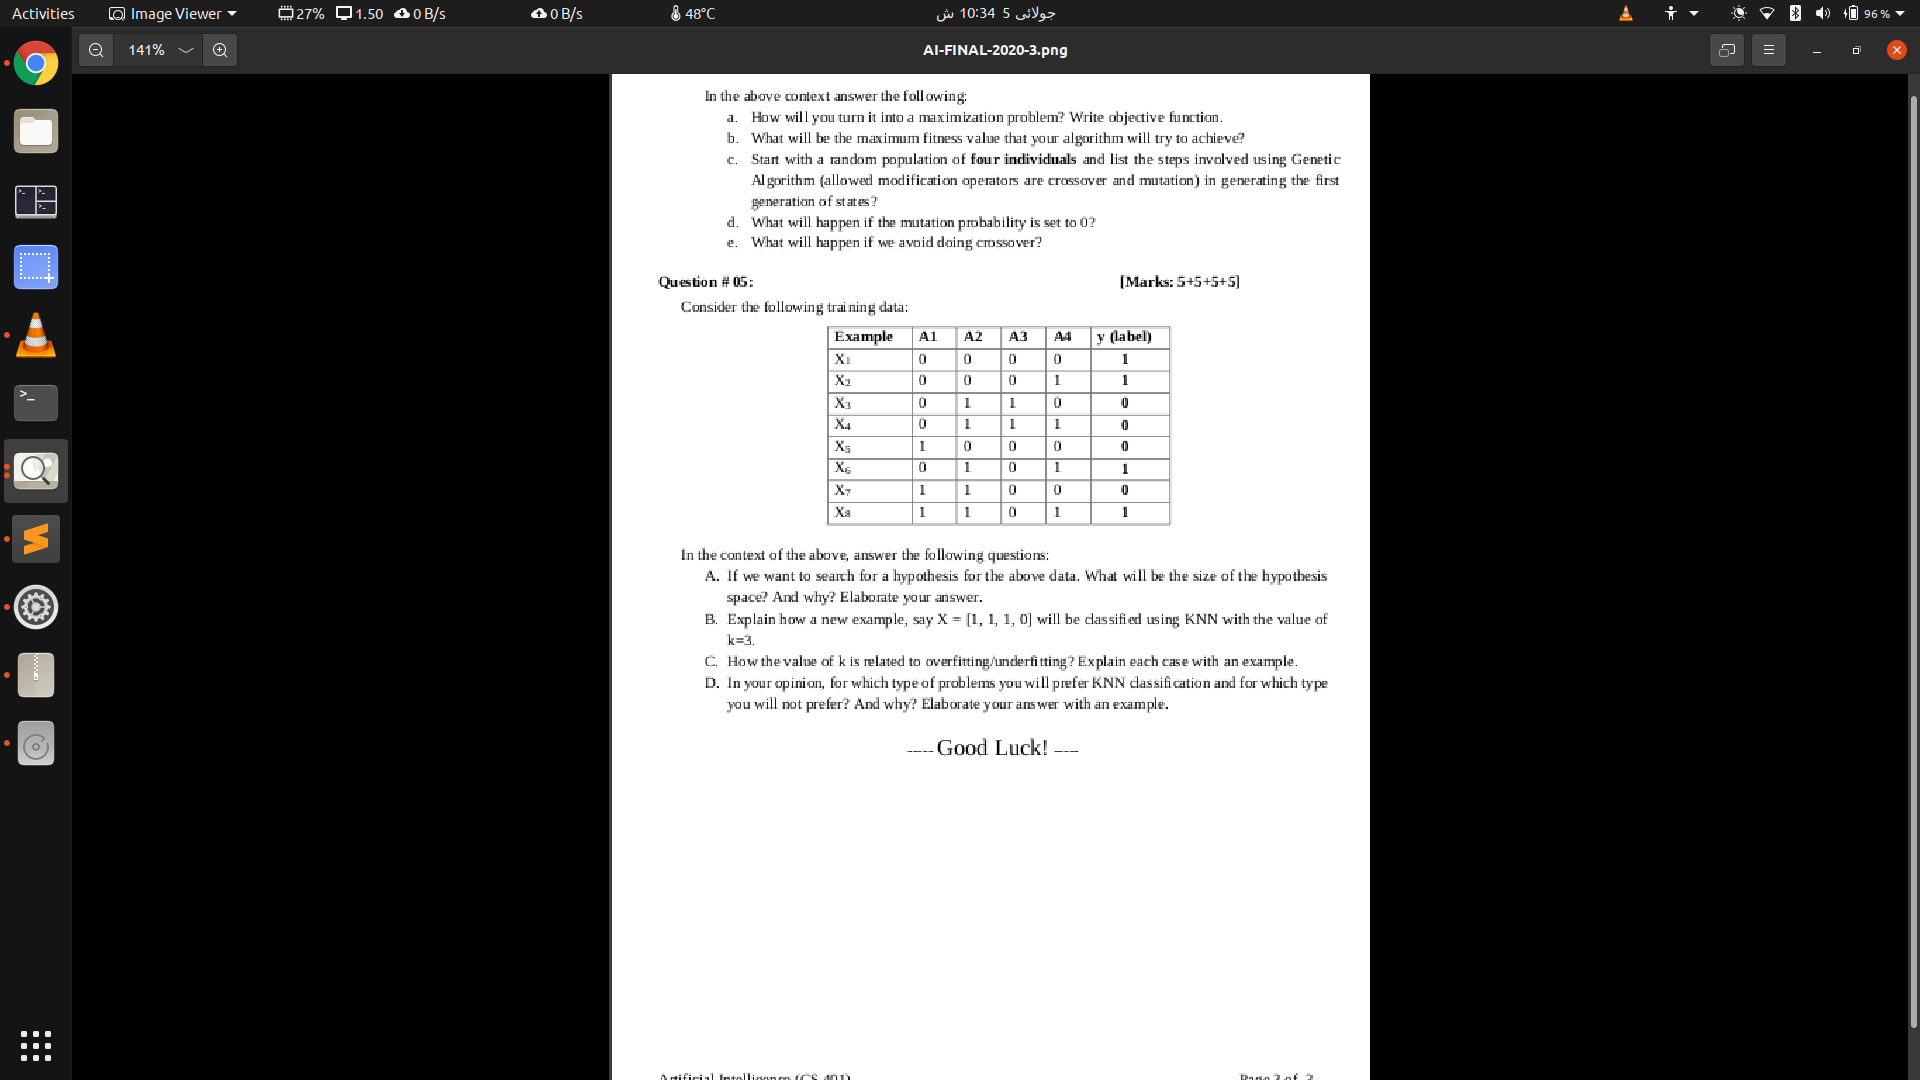 Activities Image Viewer 27% 1.50 0 B/s 0 B/s 48°C جولائی 5 10:34 ش 96 %
141% AI-FINAL-2020-3.png
In the above context answer the following:
a. How will you turn it into a maximization problem? Write objective function.
b. What will be the maximum fitness value that your algorithm will try to achieve?
c. Start with a random population of four individuals and list the steps involved using Genetic
Algorithm (allowed modification operators are crossover and mutation) in generating the first
generation of states?
d. What will happen if the mutation probability is set to 0?
e. What will happen if we avoid doing crossover?
Question # 05: [Marks: 5+5+5+5]
Consider the following training data:
Example A1 A2 A3 A4 y (label)
X1 0 0 0 0 1
X2 0 0 0 1 1
X3 0 1 1 0 0
X4 0 1 1 1 0
X5 1 0 0 0 0
X6 0 1 0 1 1
X7 1 1 0 0 0
X8 1 1 0 1 1
In the context of the above, answer the following questions:
A. If we want to search for a hypothesis for the above data. What will be the size of the hypothesis
space? And why? Elaborate your answer.
B. Explain how a new example, say X = [1, 1, 1, 0] will be classified using KNN with the value of
k=3.
C. How the value of k is related to overfitting/underfitting? Explain each case with an example.
D. In your opinion, for which type of problems you will prefer KNN classification and for which type
you will not prefer? And why? Elaborate your answer with an example.
----- Good Luck! -----
Artificial Intelligence (CS 401) Page 3 of 3